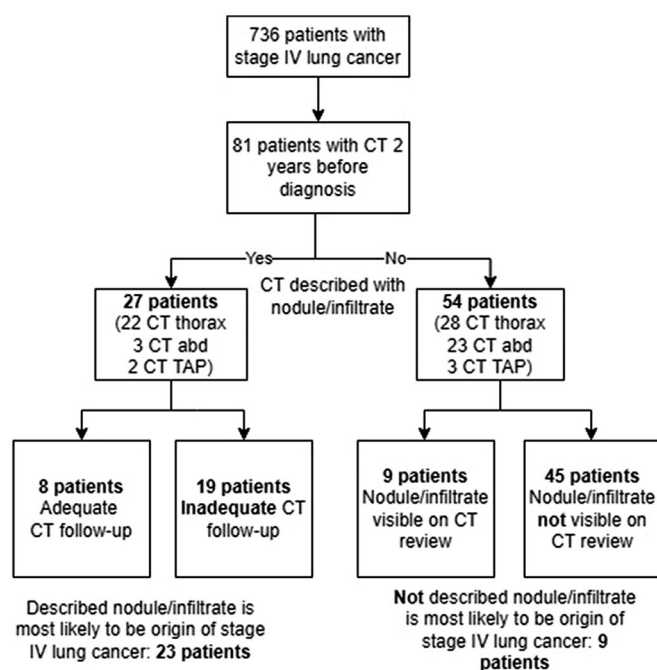 736 patients with
stage IV lung cancer
81 patients with CT 2
years before
diagnosis
Yes
No
CT described with
nodule/infiltrate
27 patients
(22 CT thorax
3 CT abd
2 CT TAP)
54 patients
(28 CT thorax
23 CT abd
3 CT TAP)
8 patients
Adequate
CT follow-up
19 patients
Inadequate CT
follow-up
9 patients
Nodule/infiltrate
visible on CT
review
45 patients
Nodule/infiltrate
not visible on
CT review
Described nodule/infiltrate is
most likely to be origin of stage
IV lung cancer: 23 patients
Not described nodule/infiltrate
is most likely to be origin of
stage IV lung cancer: 9
patients